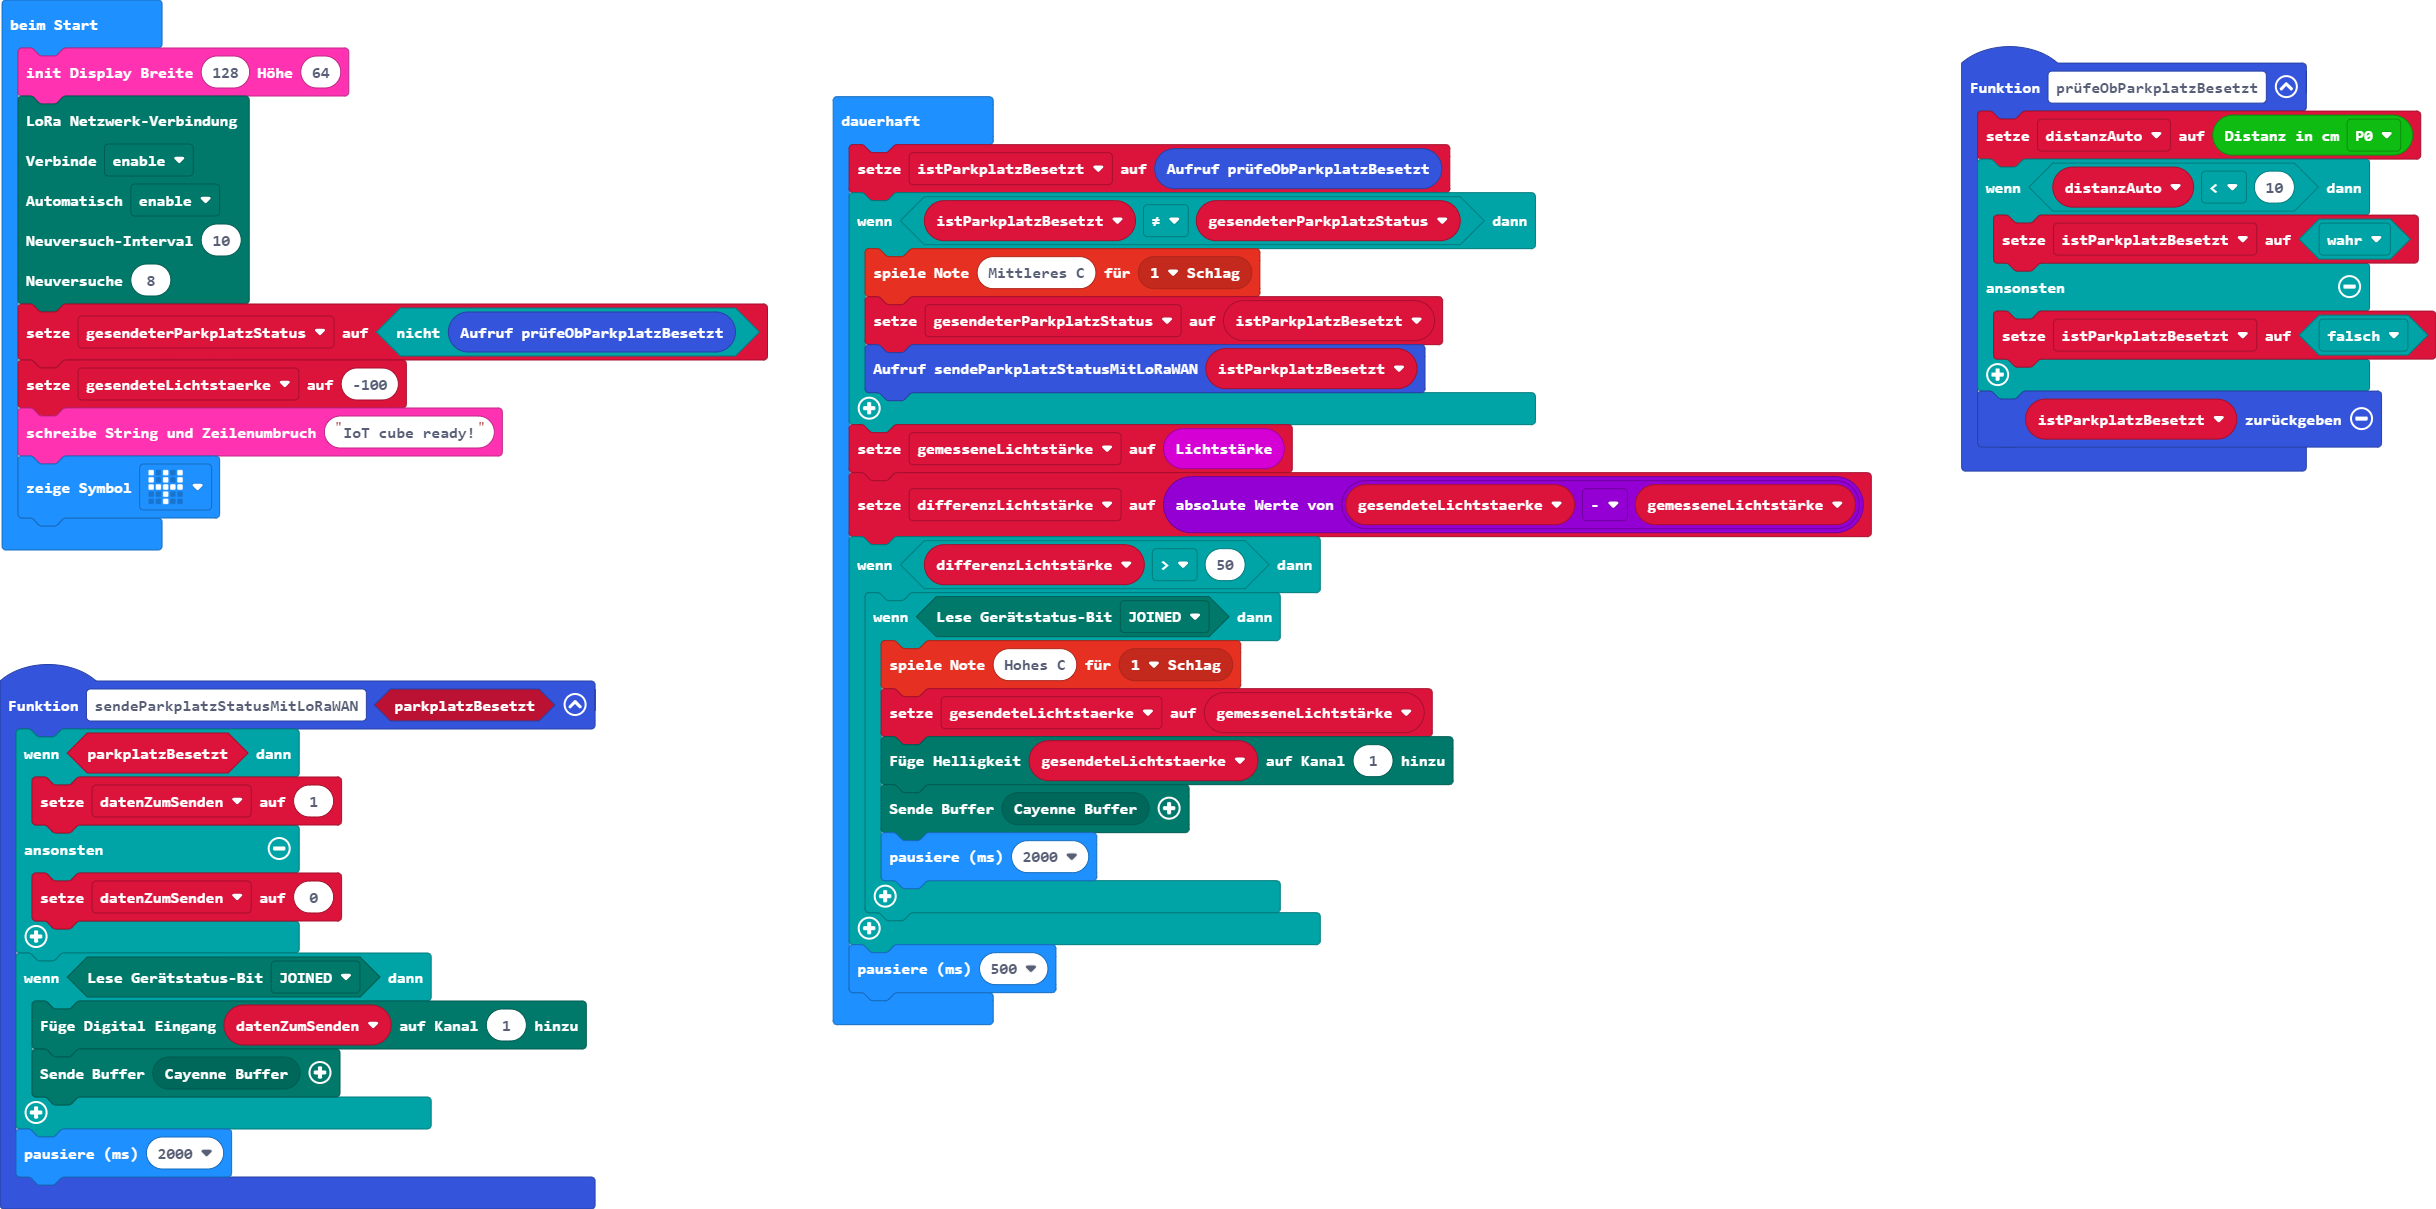 beim Start
init Display Breite 128 Höhe 64
LoRa Netzwerk-Verbindung
Verbinde enable
Automatisch enable
Neuversuch-Interval 10
Neuversuche 8
setze gesendeterParkplatzStatus auf nicht Aufruf prüfeObParkplatzBesetzt
setze gesendeteLichtstaerke auf -100
schreibe String und Zeilenumbruch "IoT cube ready!"
zeige Symbol
Funktion sendeParkplatzStatusMitLoRaWAN parkplatzBesetzt
wenn parkplatzBesetzt dann
setze datenZumSenden auf 1
ansonsten
setze datenZumSenden auf 0
wenn Lese Gerätstatus-Bit JOINED dann
Füge Digital Eingang datenZumSenden auf Kanal 1 hinzu
Sende Buffer Cayenne Buffer
pausiere (ms) 2000
dauerhaft
setze istParkplatzBesetzt auf Aufruf prüfeObParkplatzBesetzt
wenn istParkplatzBesetzt ≠ gesendeterParkplatzStatus dann
spiele Note Mittleres C für 1 Schlag
setze gesendeterParkplatzStatus auf istParkplatzBesetzt
Aufruf sendeParkplatzStatusMitLoRaWAN istParkplatzBesetzt
setze gemesseneLichtstärke auf Lichtstärke
setze differenzLichtstärke auf absolute Werte von gesendeteLichtstaerke - gemesseneLichtstärke
wenn differenzLichtstärke > 50 dann
wenn Lese Gerätstatus-Bit JOINED dann
spiele Note Hohes C für 1 Schlag
setze gesendeteLichtstaerke auf gemesseneLichtstärke
Füge Helligkeit gesendeteLichtstaerke auf Kanal 1 hinzu
Sende Buffer Cayenne Buffer
pausiere (ms) 2000
pausiere (ms) 500
Funktion prüfeObParkplatzBesetzt
setze distanzAuto auf Distanz in cm P0
wenn distanzAuto < 10 dann
setze istParkplatzBesetzt auf wahr
ansonsten
setze istParkplatzBesetzt auf falsch
istParkplatzBesetzt zurückgeben